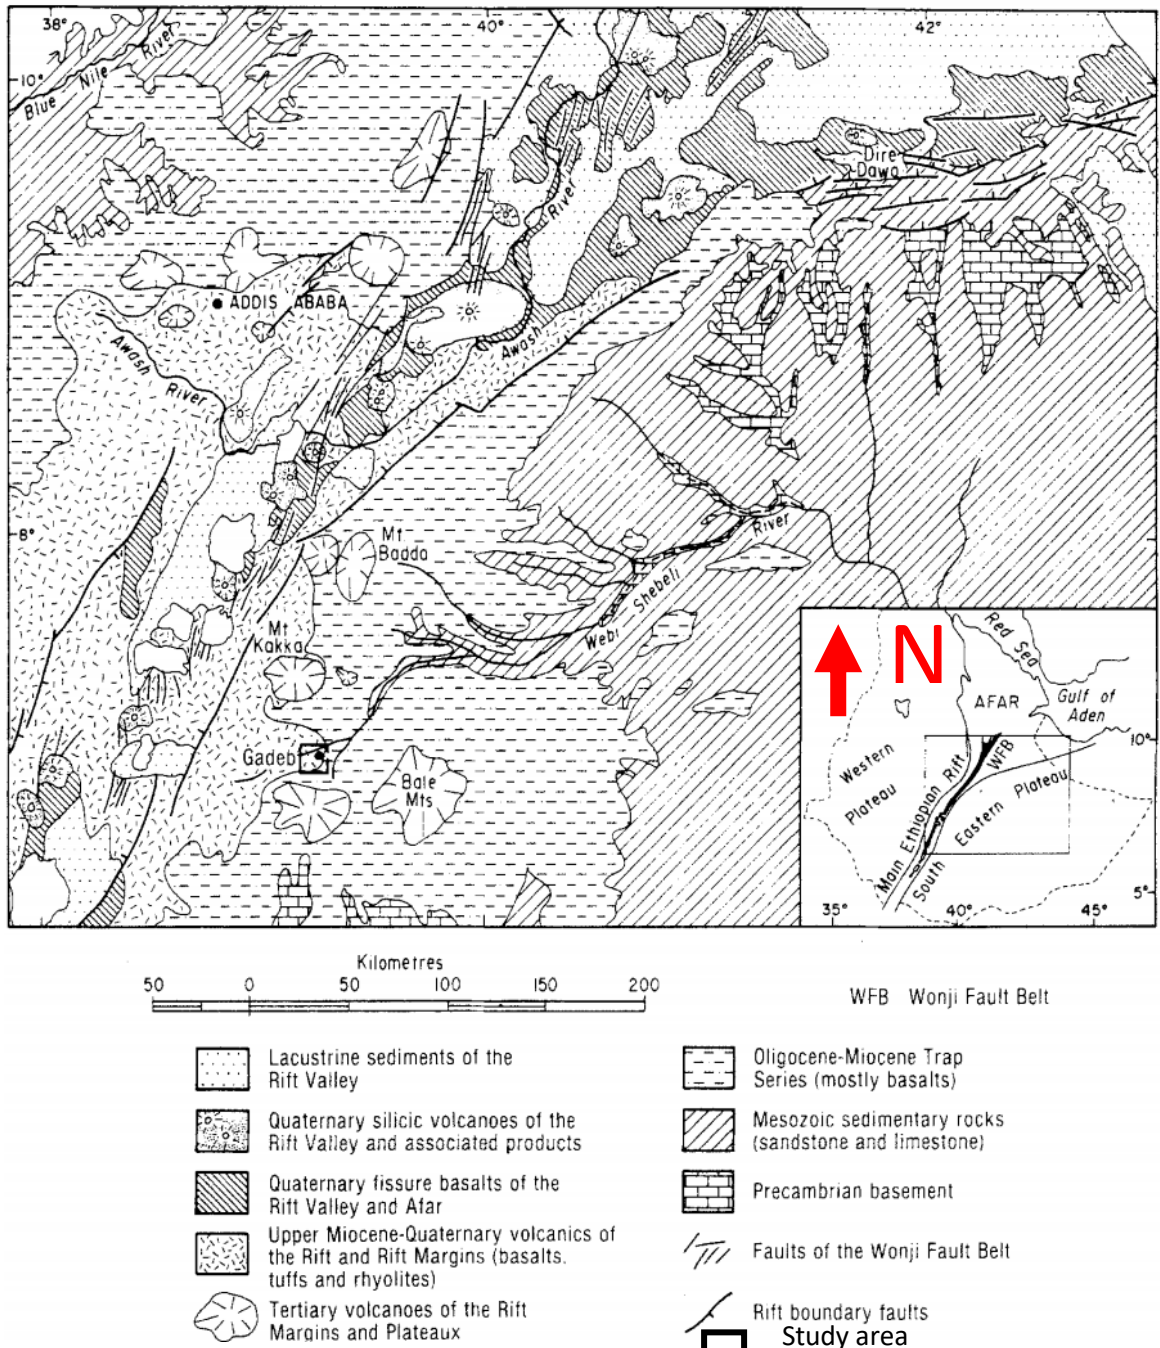 38°
40°
42°
10°
Blue Nile River
River
Dire
Dawa
ADDIS ABABA
Awash
River
Awash
8°
Mt
Badda
River
Shebeli
Webi
Mt
Kakka
Gadeb
Bale
Mts
N
Red Sea
AFAR
Gulf of
Aden
10°
Western
Plateau
Main Ethiopian Rift
WFB
South Eastern Plateau
5°
35°
40°
45°
Kilometres
50 0 50 100 150 200
WFB Wonji Fault Belt
Lacustrine sediments of the
Rift Valley
Quaternary silicic volcanoes of the
Rift Valley and associated products
Quaternary fissure basalts of the
Rift Valley and Afar
Upper Miocene-Quaternary volcanics of
the Rift and Rift Margins (basalts.
tuffs and rhyolites)
Tertiary volcanoes of the Rift
Margins and Plateaux
Oligocene-Miocene Trap
Series (mostly basalts)
Mesozoic sedimentary rocks
(sandstone and limestone)
Precambrian basement
Faults of the Wonji Fault Belt
Rift boundary faults
Study area